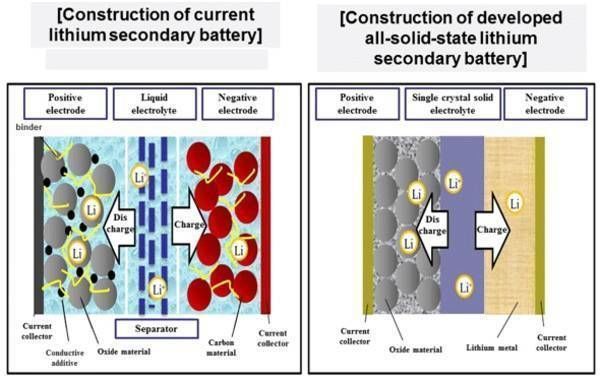 [Construction of current
lithium secondary battery]
Positive
electrode
Liquid
electrolyte
Negative
electrode
binder
Li
Li
Li⁺
Li⁺
Li
Dis
charge
Charge
Separator
Current
collector
Conductive
additive
Oxide material
Carbon
material
Current
collector
[Construction of developed
all-solid-state lithium
secondary battery]
Positive
electrode
Single crystal solid
electrolyte
Negative
electrode
Li
Li
Li⁺
Li⁺
Li
Dis
charge
Charge
Current
collector
Oxide material
Lithium metal
Current
collector